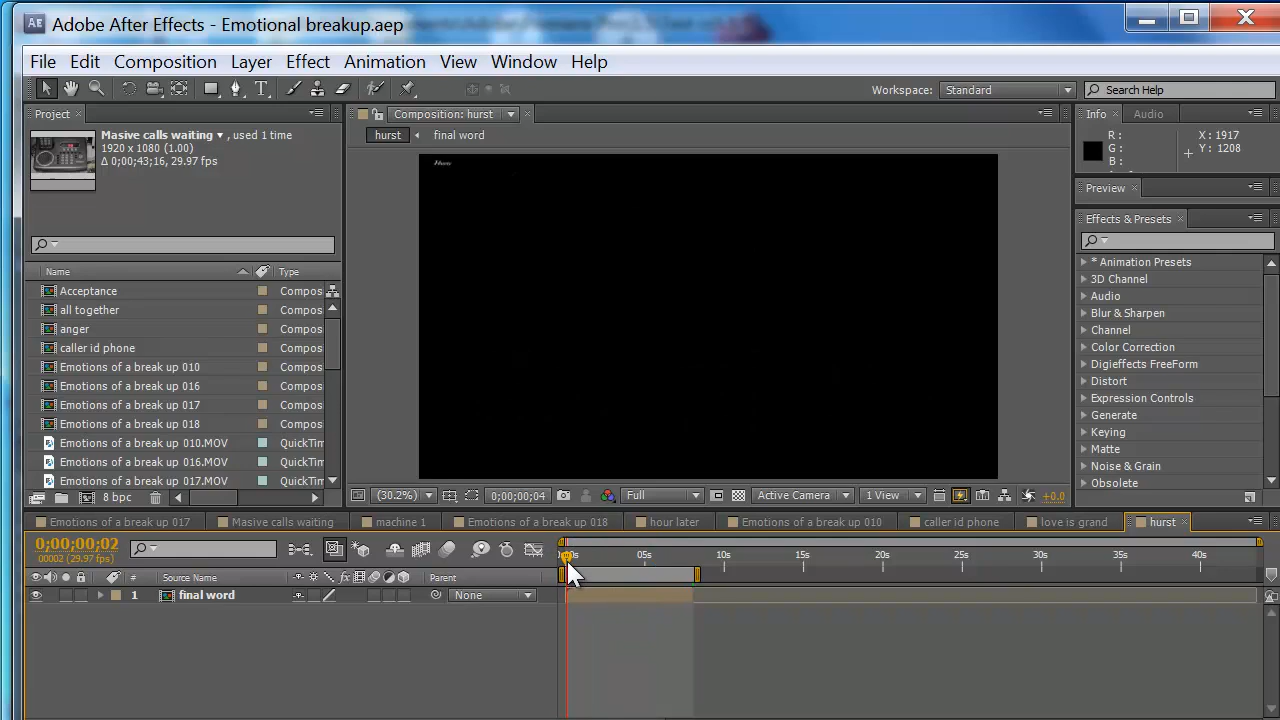 Adobe After Effects - Emotional breakup.aep
File Edit Composition Layer Effect Animation View Window Help
Workspace: Standard Search Help
Project Composition: hurst Info Audio
Masive calls waiting ▾ , used 1 time
1920 x 1080 (1.00)
Δ 0;00;43;16, 29.97 fps
hurst final word
R: X: 1917
G: Y: 1208
B:
Preview
Effects & Presets
* Animation Presets
3D Channel
Audio
Blur & Sharpen
Channel
Color Correction
Digieffects FreeForm
Distort
Expression Controls
Generate
Keying
Matte
Noise & Grain
Obsolete
Name Type
Acceptance Compos
all together Compos
anger Compos
caller id phone Compos
Emotions of a break up 010 Compos
Emotions of a break up 016 Compos
Emotions of a break up 017 Compos
Emotions of a break up 018 Compos
Emotions of a break up 010.MOV QuickTim
Emotions of a break up 016.MOV QuickTim
Emotions of a break up 017.MOV QuickTim
8 bpc
(30.2%) 0;00;00;04 Full Active Camera 1 View +0.0
Emotions of a break up 017 Masive calls waiting machine 1 Emotions of a break up 018 hour later Emotions of a break up 010 caller id phone love is grand hurst
0;00;00;02
00002 (29.97 fps)
05s 10s 15s 20s 25s 30s 35s 40s
# Source Name Parent
1 final word None